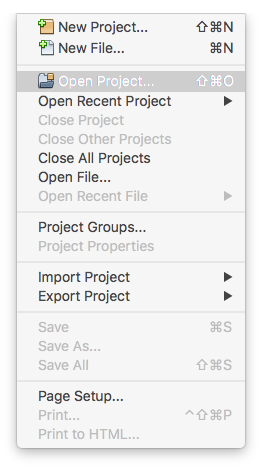 New Project... ⇧⌘N
New File... ⌘N
Open Project... ⇧⌘O
Open Recent Project ▶
Close Project
Close Other Projects
Close All Projects
Open File...
Open Recent File ▶
Project Groups...
Project Properties
Import Project ▶
Export Project ▶
Save ⌘S
Save As...
Save All ⇧⌘S
Page Setup...
Print... ^⇧⌘P
Print to HTML...